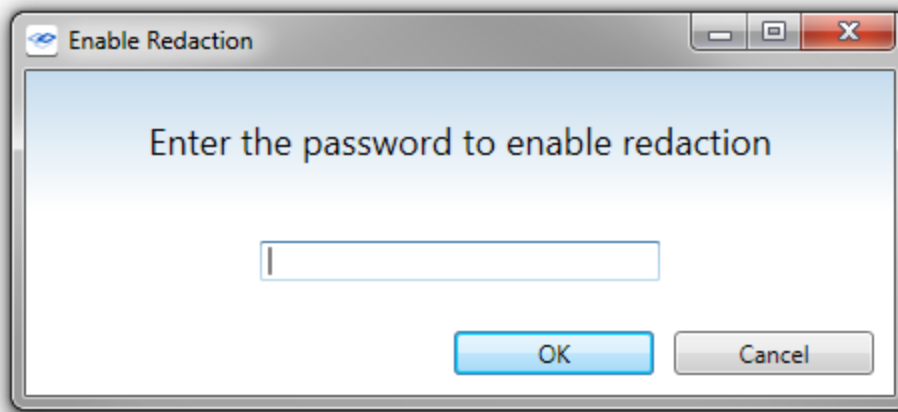 Enable Redaction
Enter the password to enable redaction
OK
Cancel